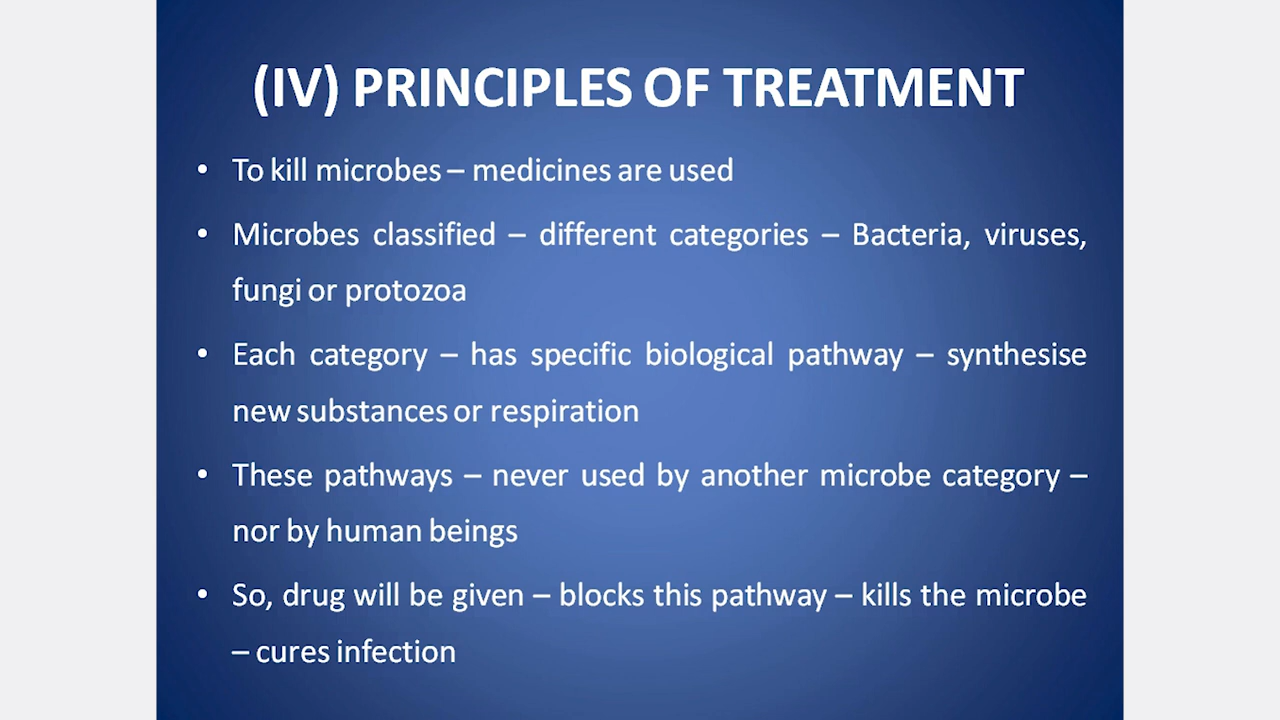 (IV) PRINCIPLES OF TREATMENT
• To kill microbes – medicines are used
• Microbes classified – different categories – Bacteria, viruses,
fungi or protozoa
• Each category – has specific biological pathway – synthesise
new substances or respiration
• These pathways – never used by another microbe category –
nor by human beings
• So, drug will be given – blocks this pathway – kills the microbe
– cures infection